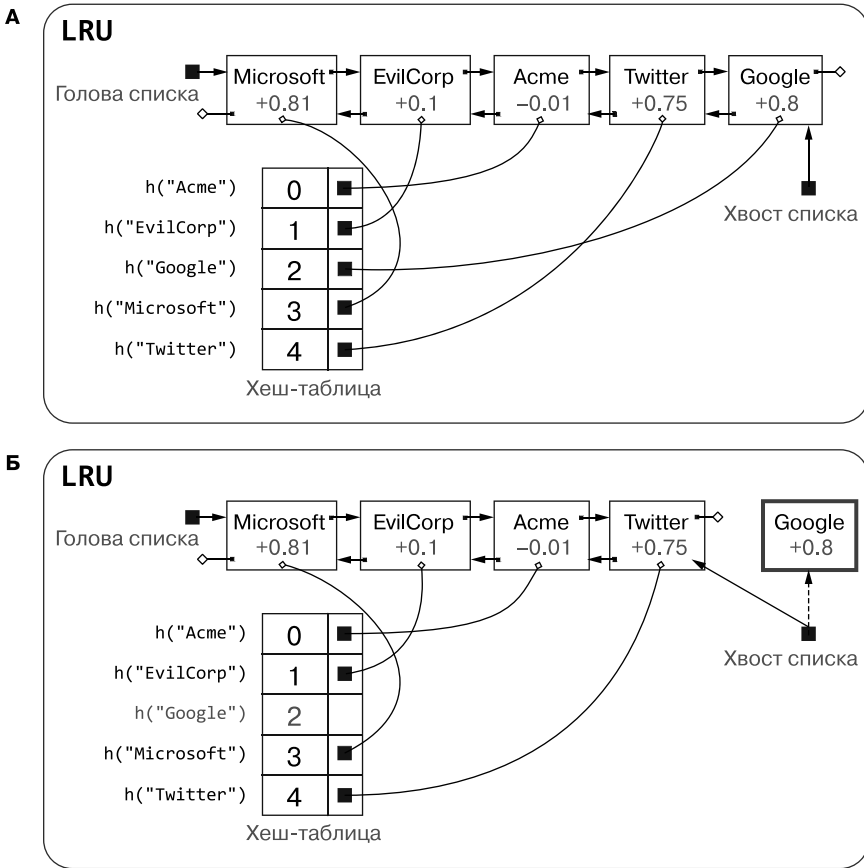 А
LRU
Microsoft EvilCorp Acme Twitter Google
+0.81 +0.1 −0.01 +0.75 +0.8
Голова списка
h("Acme") 0
h("EvilCorp") 1
h("Google") 2
h("Microsoft") 3
h("Twitter") 4
Хеш-таблица
Хвост списка
Б
LRU
Microsoft EvilCorp Acme Twitter Google
+0.81 +0.1 −0.01 +0.75 +0.8
Голова списка
h("Acme") 0
h("EvilCorp") 1
h("Google") 2
h("Microsoft") 3
h("Twitter") 4
Хеш-таблица
Хвост списка